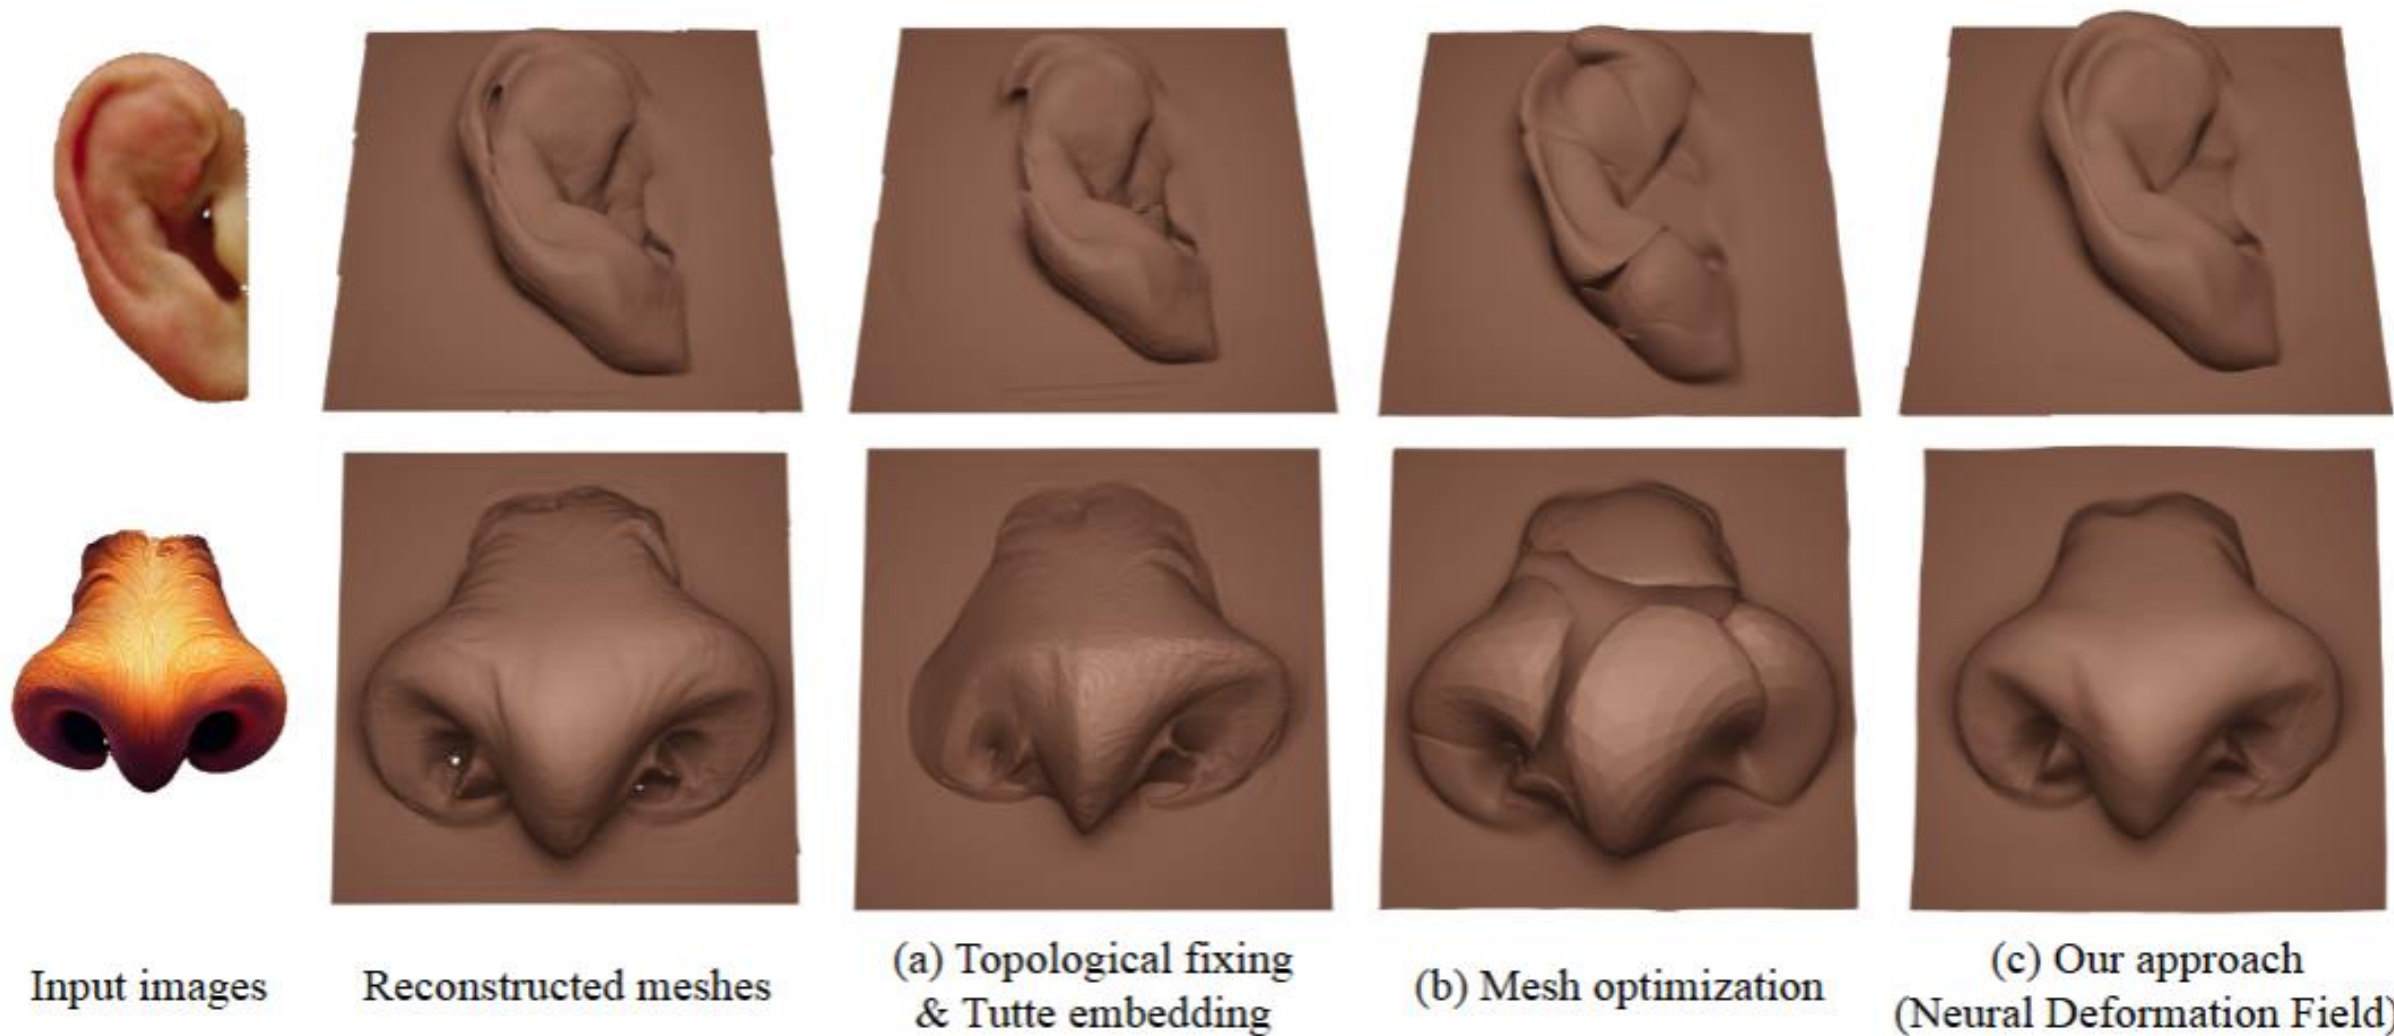 Input images
Reconstructed meshes
(a) Topological fixing
& Tutte embedding
(b) Mesh optimization
(c) Our approach
(Neural Deformation Field)